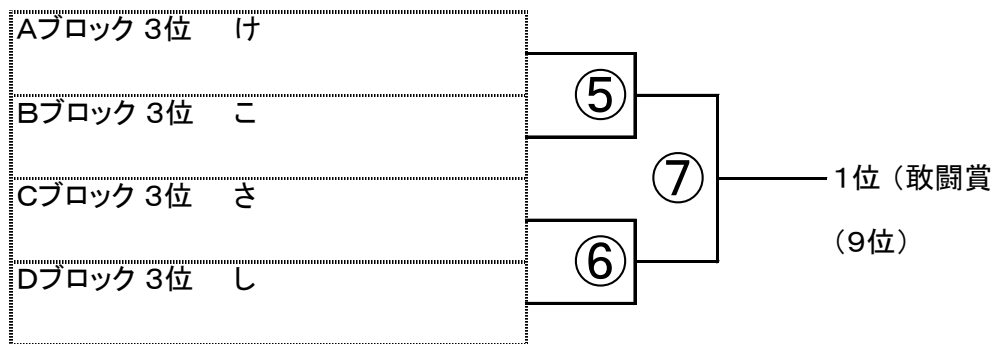 Aブロック 3位 け
Bブロック 3位 こ
⑤
Cブロック 3位 さ
⑦
1位（敢闘賞
（9位）
Dブロック 3位 し
⑥